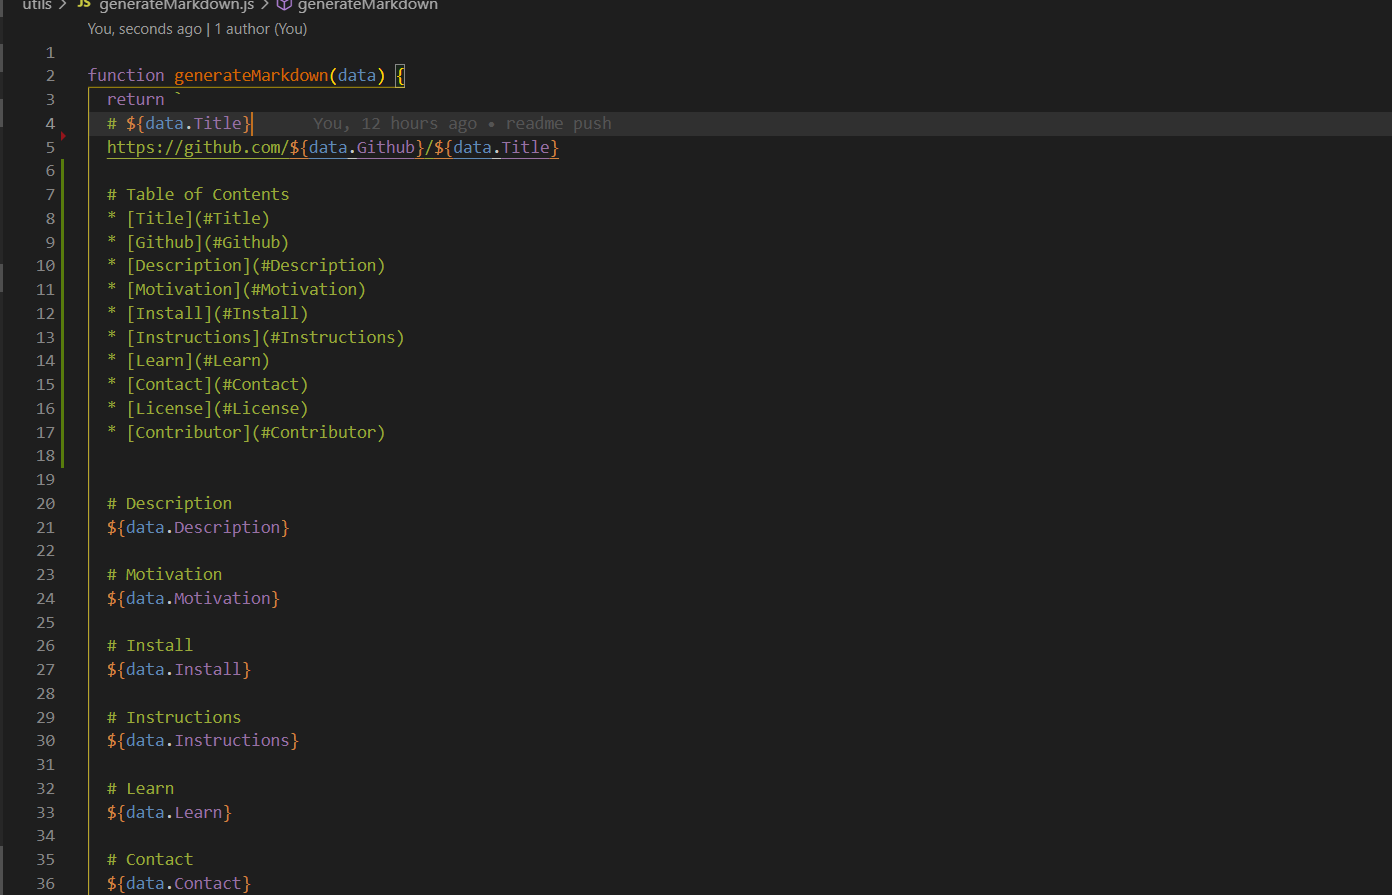 utils > JS generateMarkdown.js > generateMarkdown
You, seconds ago | 1 author (You)
1
2 function generateMarkdown(data) {
3 return `
4 # ${data.Title} You, 12 hours ago • readme push
5 https://github.com/${data.Github}/${data.Title}
6
7 # Table of Contents
8 * [Title](#Title)
9 * [Github](#Github)
10 * [Description](#Description)
11 * [Motivation](#Motivation)
12 * [Install](#Install)
13 * [Instructions](#Instructions)
14 * [Learn](#Learn)
15 * [Contact](#Contact)
16 * [License](#License)
17 * [Contributor](#Contributor)
18
19
20 # Description
21 ${data.Description}
22
23 # Motivation
24 ${data.Motivation}
25
26 # Install
27 ${data.Install}
28
29 # Instructions
30 ${data.Instructions}
31
32 # Learn
33 ${data.Learn}
34
35 # Contact
36 ${data.Contact}